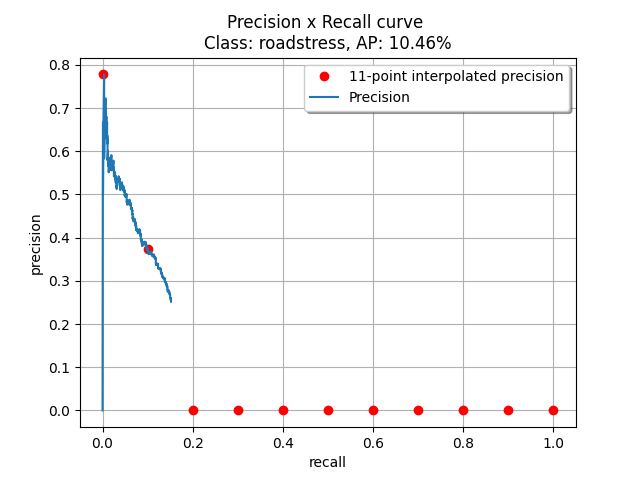 Precision x Recall curve
Class: roadstress, AP: 10.46%
11-point interpolated precision
Precision
0.8
0.7
0.6
0.5
0.4
0.3
0.2
0.1
0.0
precision
0.0 0.2 0.4 0.6 0.8 1.0
recall